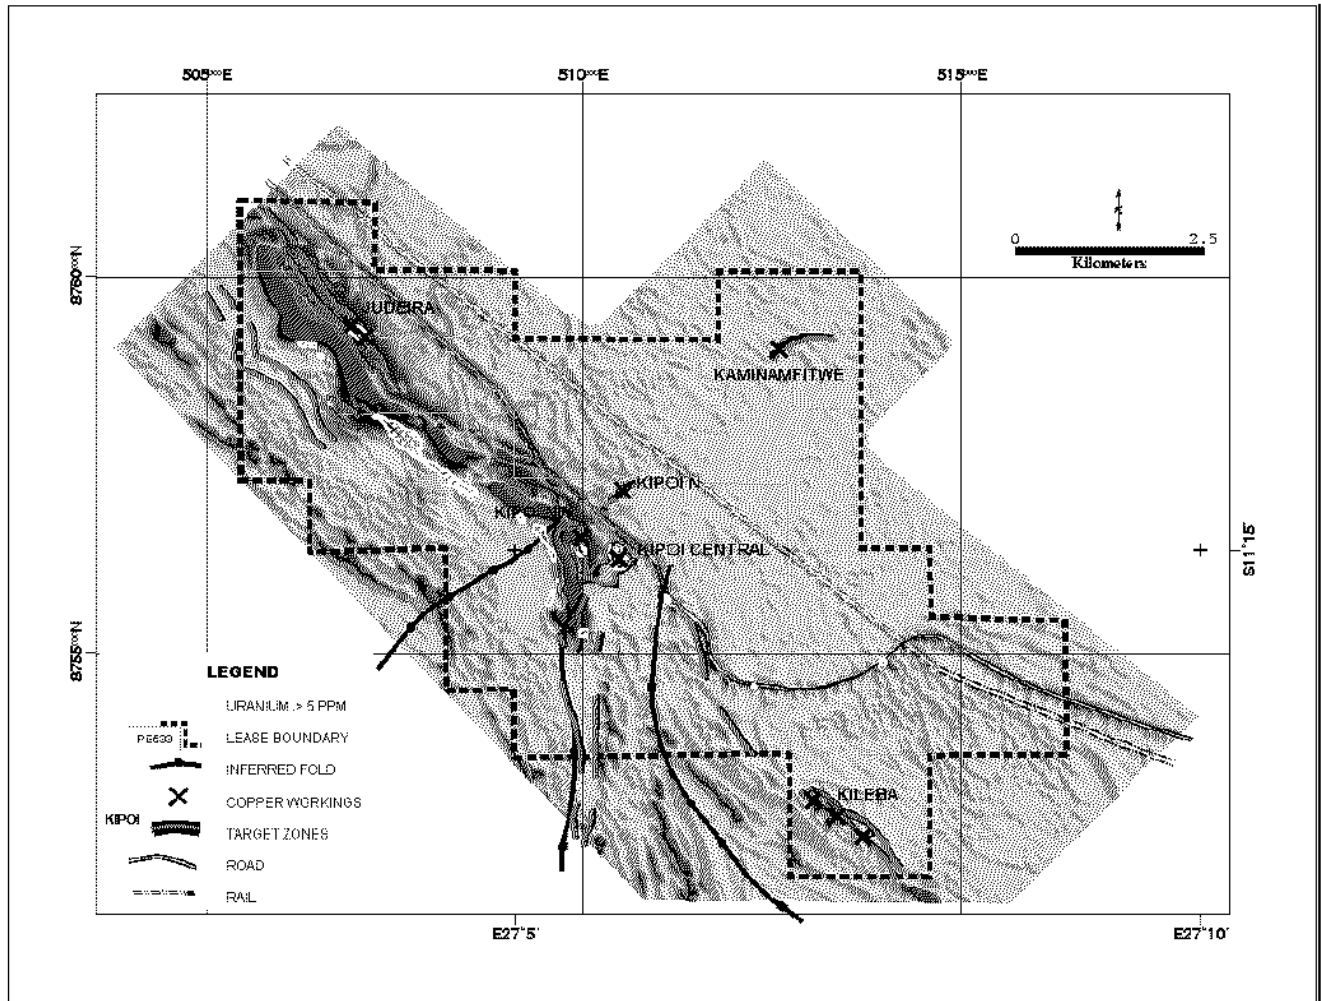 505⁰⁰⁰E 510⁰⁰⁰E 515⁰⁰⁰E
0 2.5
Kilometers
8760⁰⁰⁰N
JUDEIRA
KAMINAMFITWE
KIPOI N
KIPOI CENTRAL
S11°15'
8755⁰⁰⁰N
LEGEND
URANIUM > 5 PPM
LEASE BOUNDARY
INFERRED FOLD
COPPER WORKINGS
KIPOI
TARGET ZONES
ROAD
RAIL
KILEBA
E27°5' E27°10'